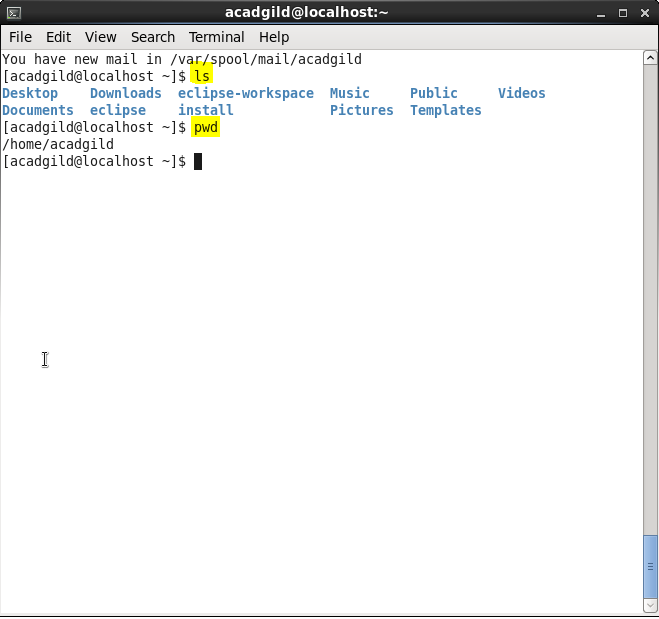 acadgild@localhost:~
File Edit View Search Terminal Help
You have new mail in /var/spool/mail/acadgild
[acadgild@localhost ~]$ ls
Desktop    Downloads  eclipse-workspace  Music     Public     Videos
Documents  eclipse    install            Pictures  Templates
[acadgild@localhost ~]$ pwd
/home/acadgild
[acadgild@localhost ~]$